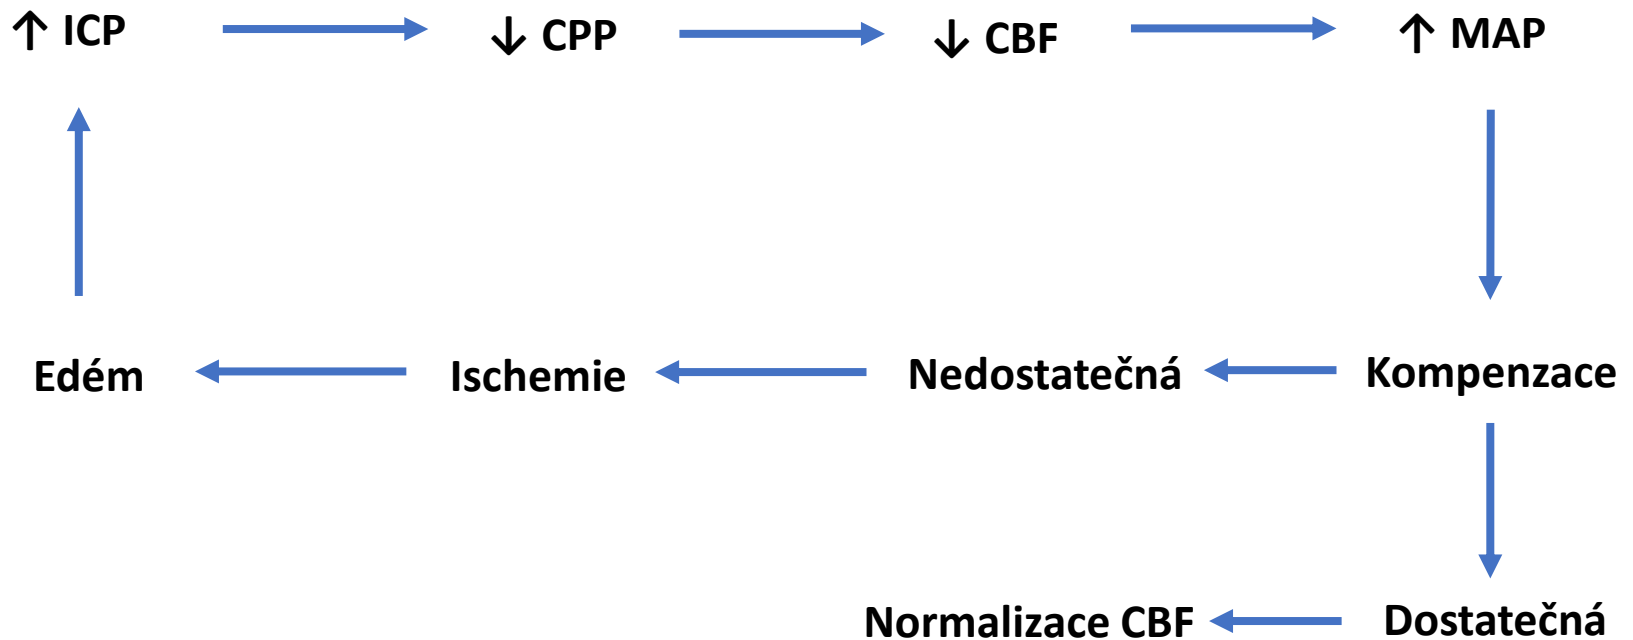 ↑ ICP
↓ CPP
↓ CBF
↑ MAP
Edém
Ischemie
Nedostatečná
Kompenzace
Normalizace CBF
Dostatečná